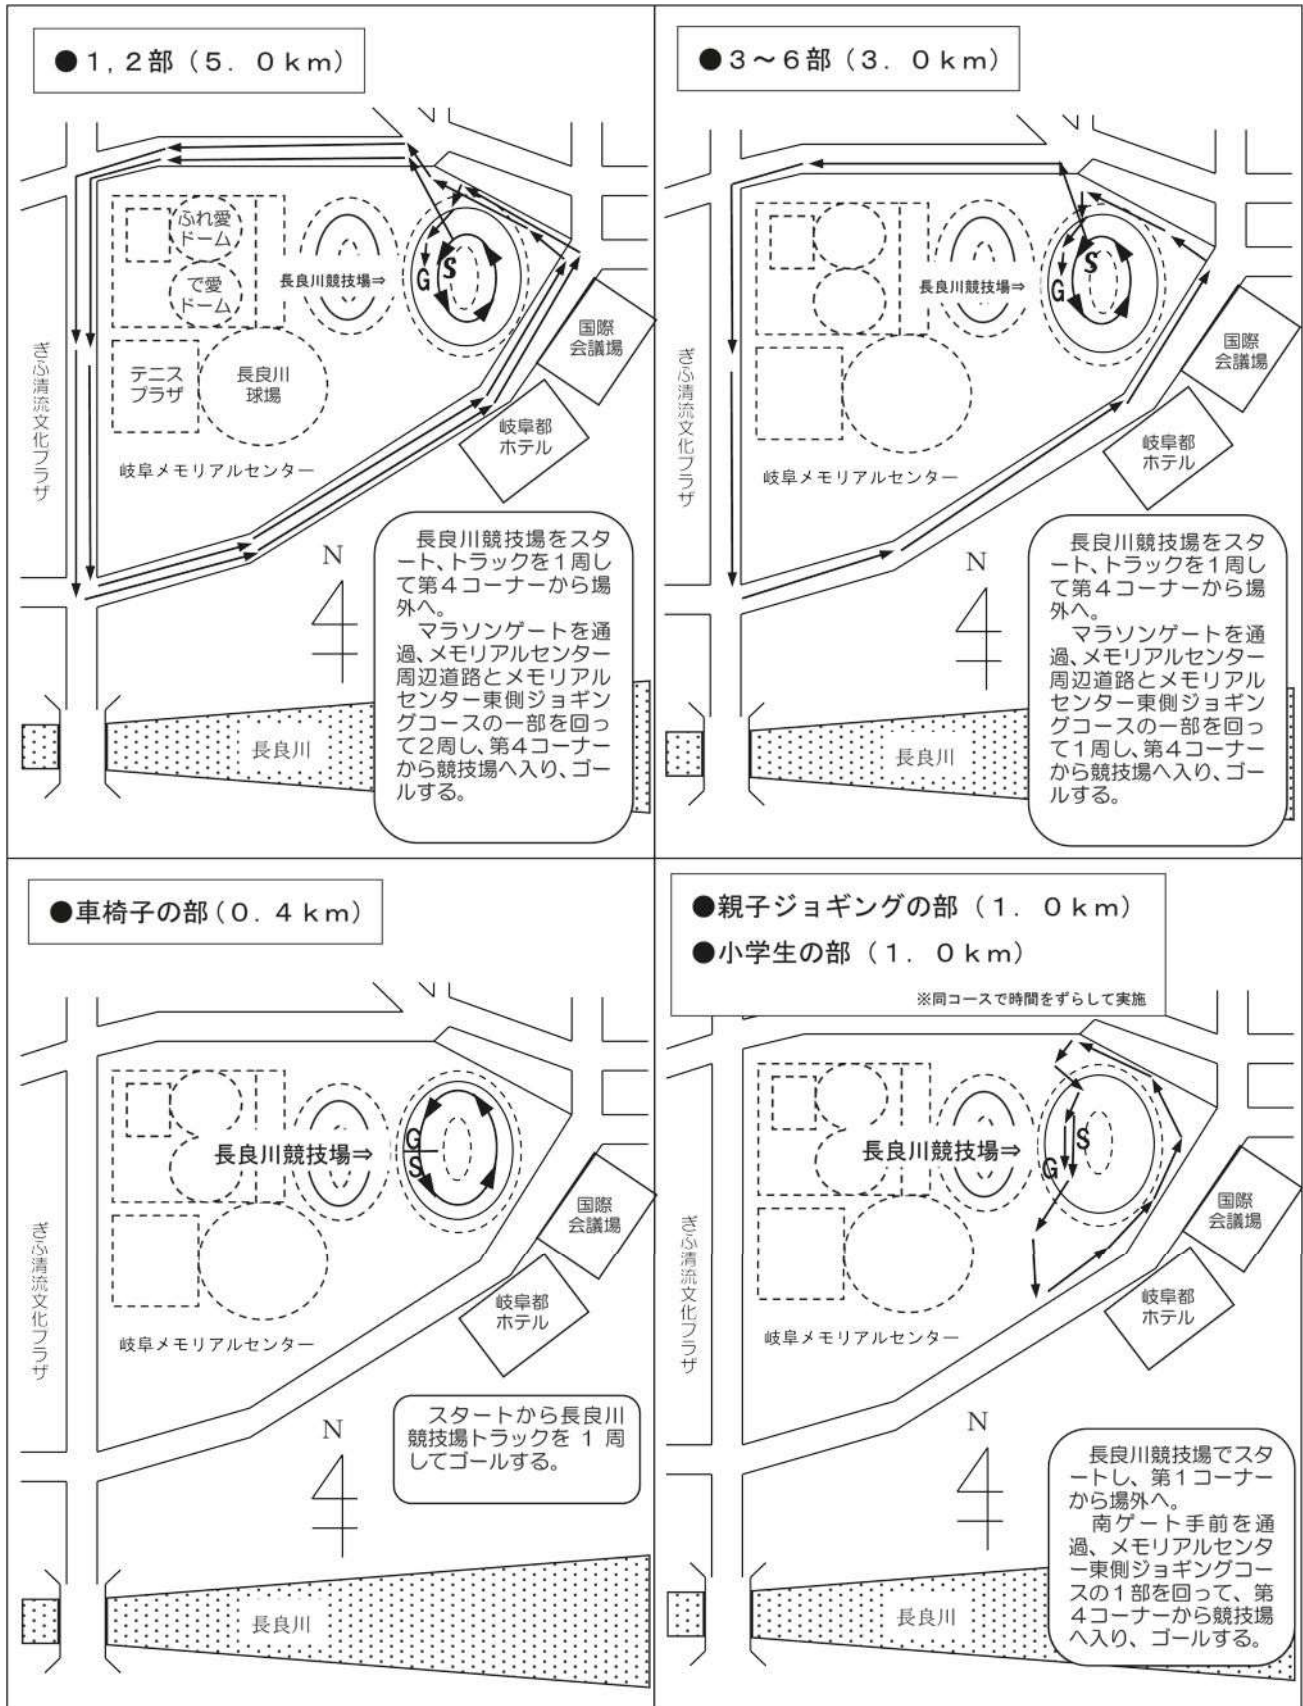 ●1,2部（5.0km）
ふれ愛
ドーム
で愛
ドーム
長良川競技場⇒
G
S
国際
会議場
テニス
プラザ
長良川
球場
岐阜都
ホテル
ぎふ清流文化プラザ
岐阜メモリアルセンター
N
長良川競技場をスタ
ート、トラックを1周し
て第4コーナーから場
外へ。
マラソンゲートを通
過、メモリアルセンター
周辺道路とメモリアル
センター東側ジョギン
グコースの一部を回っ
て2周し、第4コーナー
から競技場へ入り、ゴー
ルする。
長良川
●3～6部（3.0km）
長良川競技場⇒
G
S
国際
会議場
岐阜都
ホテル
ぎふ清流文化プラザ
岐阜メモリアルセンター
N
長良川競技場をスタ
ート、トラックを1周し
て第4コーナーから場
外へ。
マラソンゲートを通
過、メモリアルセンター
周辺道路とメモリアル
センター東側ジョギン
グコースの一部を回っ
て1周し、第4コーナー
から競技場へ入り、ゴー
ルする。
長良川
●車椅子の部（0.4km）
長良川競技場⇒
G
S
国際
会議場
岐阜都
ホテル
ぎふ清流文化プラザ
岐阜メモリアルセンター
N
スタートから長良川
競技場トラックを 1 周
してゴールする。
長良川
●親子ジョギングの部（1.0km）
●小学生の部（1.0km）
※同コースで時間をずらして実施
長良川競技場⇒
S
G
国際
会議場
岐阜都
ホテル
ぎふ清流文化プラザ
岐阜メモリアルセンター
N
長良川競技場でスタ
ートし、第1コーナー
から場外へ。
南ゲート手前を通
過、メモリアルセンタ
ー東側ジョギングコー
スの1部を回って、第
4コーナーから競技場
へ入り、ゴールする。
長良川